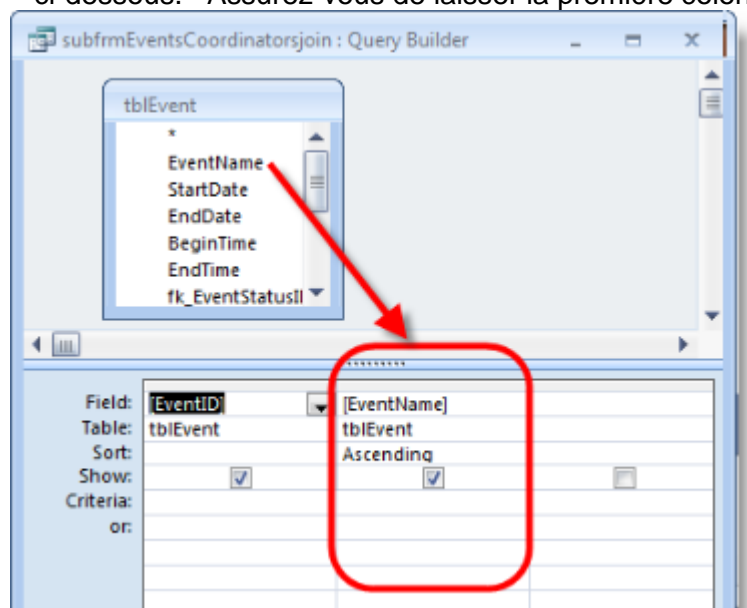 ci-dessous. Assurez-vous de laisser la première
subfrmEventsCoordinatorsjoin : Query Builder
tblEvent
*
EventName
StartDate
EndDate
BeginTime
EndTime
fk_EventStatusI
Field: [EventID] [EventName]
Table: tblEvent tblEvent
Sort: Ascending
Show:
Criteria:
or: